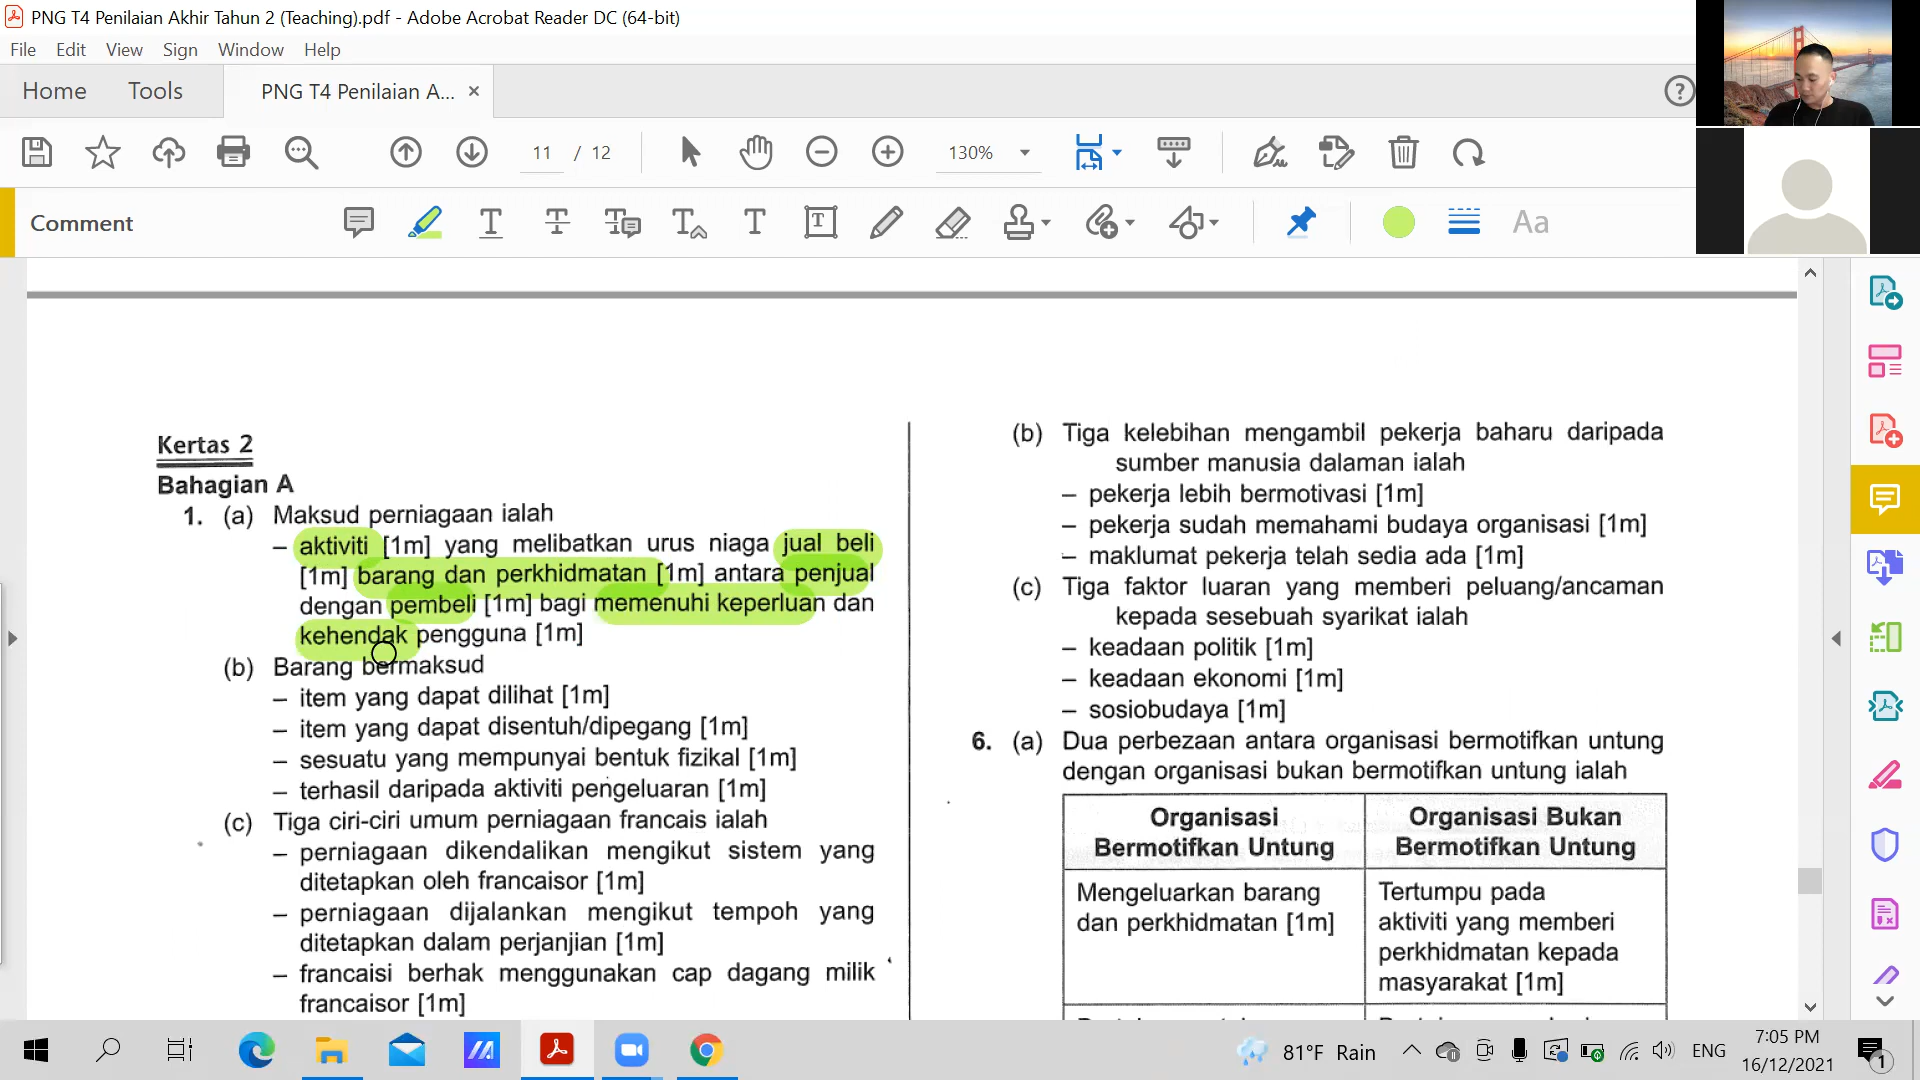 PNG T4 Penilaian Akhir Tahun 2 (Teaching).pdf - Adobe Acrobat Reader DC (64-bit)
File Edit View Sign Window Help
Home Tools PNG T4 Penilaian A... ×
11 / 12 130%
Comment
Kertas 2
Bahagian A
1. (a) Maksud perniagaan ialah
– aktiviti [1m] yang melibatkan urus niaga jual beli
[1m] barang dan perkhidmatan [1m] antara penjual
dengan pembeli [1m] bagi memenuhi keperluan dan
kehendak pengguna [1m]
(b) Barang bermaksud
– item yang dapat dilihat [1m]
– item yang dapat disentuh/dipegang [1m]
– sesuatu yang mempunyai bentuk fizikal [1m]
– terhasil daripada aktiviti pengeluaran [1m]
(c) Tiga ciri-ciri umum perniagaan francais ialah
– perniagaan dikendalikan mengikut sistem yang
ditetapkan oleh francaisor [1m]
– perniagaan dijalankan mengikut tempoh yang
ditetapkan dalam perjanjian [1m]
– francaisi berhak menggunakan cap dagang milik
francaisor [1m]
(b) Tiga kelebihan mengambil pekerja baharu daripada
sumber manusia dalaman ialah
– pekerja lebih bermotivasi [1m]
– pekerja sudah memahami budaya organisasi [1m]
– maklumat pekerja telah sedia ada [1m]
(c) Tiga faktor luaran yang memberi peluang/ancaman
kepada sesebuah syarikat ialah
– keadaan politik [1m]
– keadaan ekonomi [1m]
– sosiobudaya [1m]
6. (a) Dua perbezaan antara organisasi bermotifkan untung
dengan organisasi bukan bermotifkan untung ialah
Organisasi
Bermotifkan Untung
Organisasi Bukan
Bermotifkan Untung
Mengeluarkan barang
dan perkhidmatan [1m]
Tertumpu pada
aktiviti yang memberi
perkhidmatan kepada
masyarakat [1m]
81°F Rain
ENG
7:05 PM
16/12/2021
1